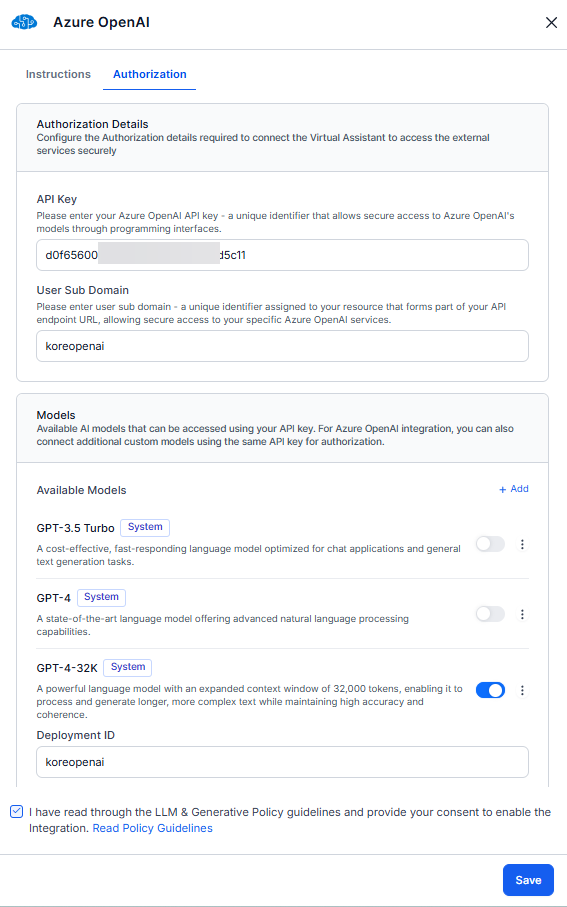 Azure OpenAI
Instructions
Authorization
Authorization Details
Configure the Authorization details required to connect the Virtual Assistant to access the external
services securely
API Key
Please enter your Azure OpenAI API key - a unique identifier that allows secure access to Azure OpenAI's
models through programming interfaces.
d0f65600 d5c11
User Sub Domain
Please enter user sub domain - a unique identifier assigned to your resource that forms part of your API
endpoint URL, allowing secure access to your specific Azure OpenAI services.
koreopenai
Models
Available AI models that can be accessed using your API key. For Azure OpenAI integration, you can also
connect additional custom models using the same API key for authorization.
Available Models
+ Add
GPT-3.5 Turbo System
A cost-effective, fast-responding language model optimized for chat applications and general
text generation tasks.
GPT-4 System
A state-of-the-art language model offering advanced natural language processing
capabilities.
GPT-4-32K System
A powerful language model with an expanded context window of 32,000 tokens, enabling it to
process and generate longer, more complex text while maintaining high accuracy and
coherence.
Deployment ID
koreopenai
I have read through the LLM & Generative Policy guidelines and provide your consent to enable the
Integration. Read Policy Guidelines
Save